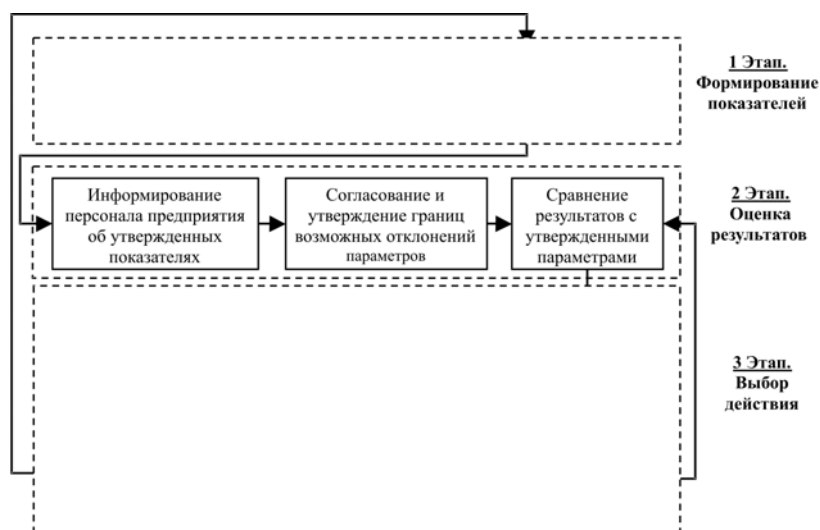 1 Этап.
Формирование
показателей
Информирование
персонала предприятия
об утвержденных
показателях
Согласование и
утверждение границ
возможных отклонений
параметров
Сравнение
результатов с
утвержденными
параметрами
2 Этап.
Оценка
результатов
3 Этап.
Выбор
действия